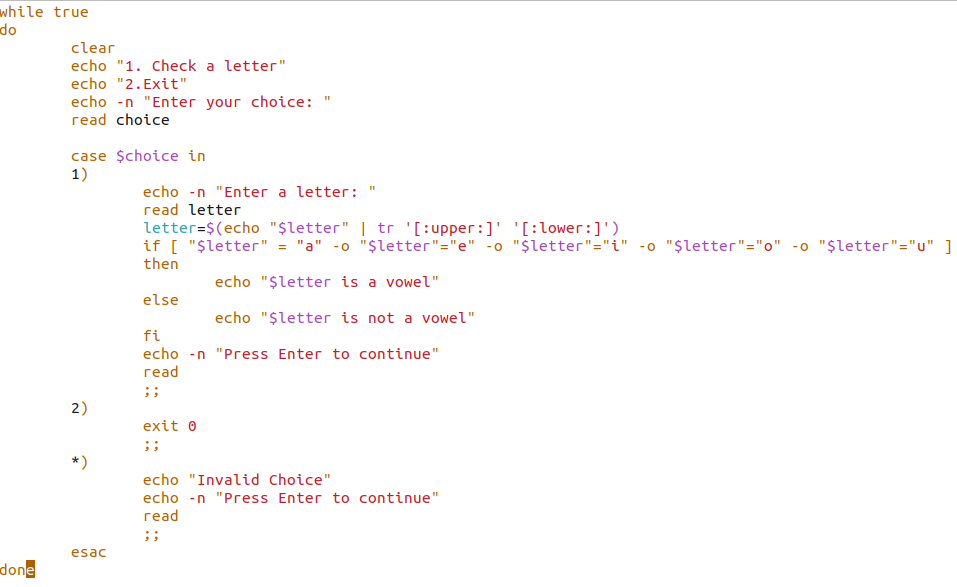 while true
do
        clear
        echo "1. Check a letter"
        echo "2.Exit"
        echo -n "Enter your choice: "
        read choice

        case $choice in
        1)
                echo -n "Enter a letter: "
                read letter
                letter=$(echo "$letter" | tr '[:upper:]' '[:lower:]')
                if [ "$letter" = "a" -o "$letter"="e" -o "$letter"="i" -o "$letter"="o" -o "$letter"="u" ]
                then
                        echo "$letter is a vowel"
                else
                        echo "$letter is not a vowel"
                fi
                echo -n "Press Enter to continue"
                read
                ;;
        2)
                exit 0
                ;;
        *)
                echo "Invalid Choice"
                echo -n "Press Enter to continue"
                read
                ;;
        esac
done